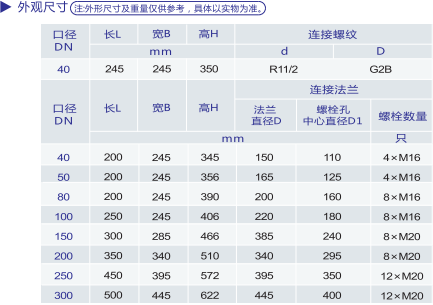 ▶ 外观尺寸 注:外形尺寸及重量仅供参考，具体以实物为准。
口径DN 长L 宽B 高H 连接螺纹
mm d D
40 245 245 350 R11/2 G2B
口径DN 长L 宽B 高H 连接法兰
法兰直径D 螺栓孔中心直径D1 螺栓数量
mm 只
40 200 245 345 150 110 4×M16
50 200 245 356 165 125 4×M16
80 200 245 390 200 160 8×M16
100 250 245 406 220 180 8×M16
150 300 285 466 385 240 8×M20
200 350 340 510 340 295 8×M20
250 450 395 572 395 350 12×M20
300 500 445 622 445 400 12×M20